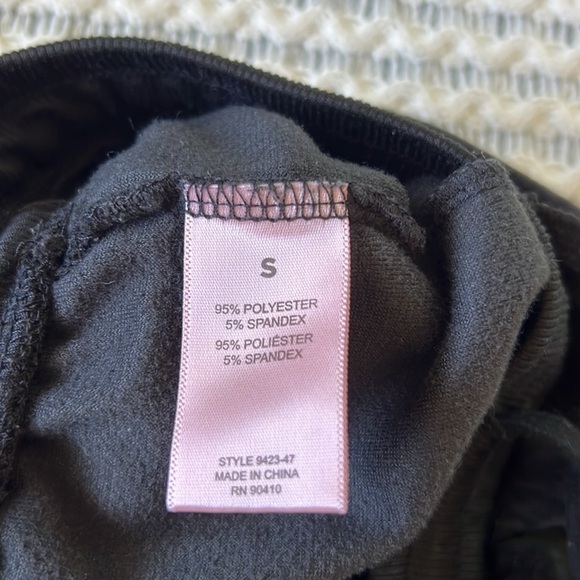 S
95% POLYESTER
5% SPANDEX
95% POLIÉSTER
5% SPANDEX
STYLE 9423-47
MADE IN CHINA
RN 90410